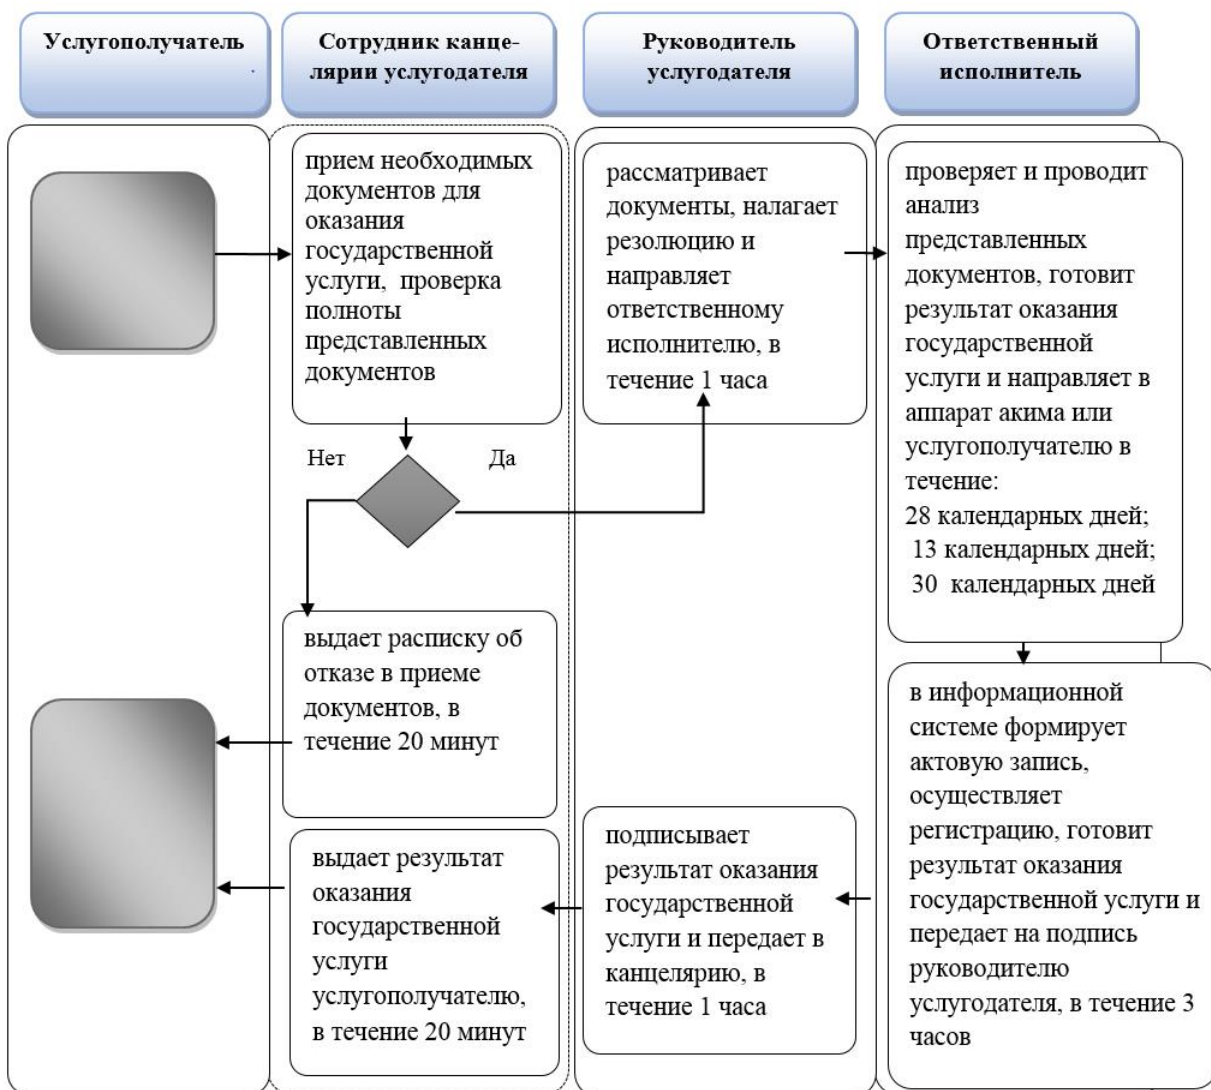 Услугополучатель
.
Сотрудник канце-
лярии услугодателя
Руководитель
услугодателя
Ответственный
исполнитель
прием необходимых
документов для
оказания
государственной
услуги, проверка
полноты
представленных
документов
рассматривает
документы, налагает
резолюцию и
направляет
ответственному
исполнителю, в
течение 1 часа
проверяет и проводит
анализ
представленных
документов, готовит
результат оказания
государственной
услуги и направляет в
аппарат акима или
услугополучателю в
течение:
28 календарных дней;
13 календарных дней;
30 календарных дней
Нет
Да
выдает расписку об
отказе в приеме
документов, в
течение 20 минут
в информационной
системе формирует
актовую запись,
осуществляет
регистрацию, готовит
результат оказания
государственной услуги и
передает на подпись
руководителю
услугодателя, в течение 3
часов
подписывает
результат оказания
государственной
услуги и передает в
канцелярию, в
течение 1 часа
выдает результат
оказания
государственной
услуги
услугополучателю,
в течение 20 минут